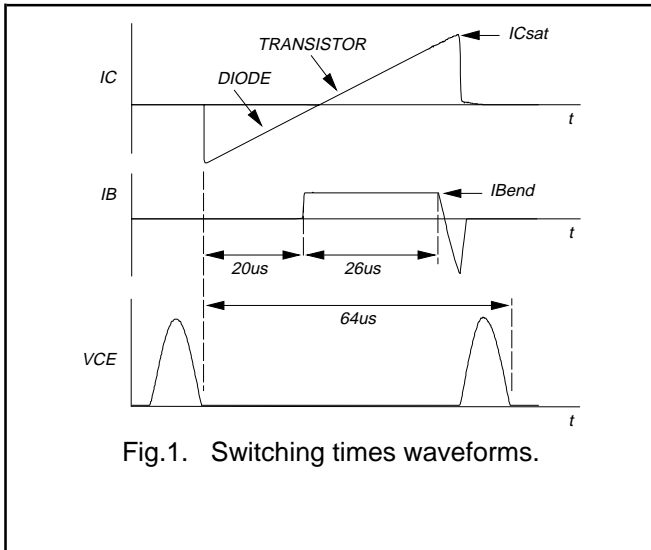 ICsat
TRANSISTOR
IC
DIODE
t
IB
IBend
t
20us
26us
64us
VCE
t
Fig.1. Switching times waveforms.